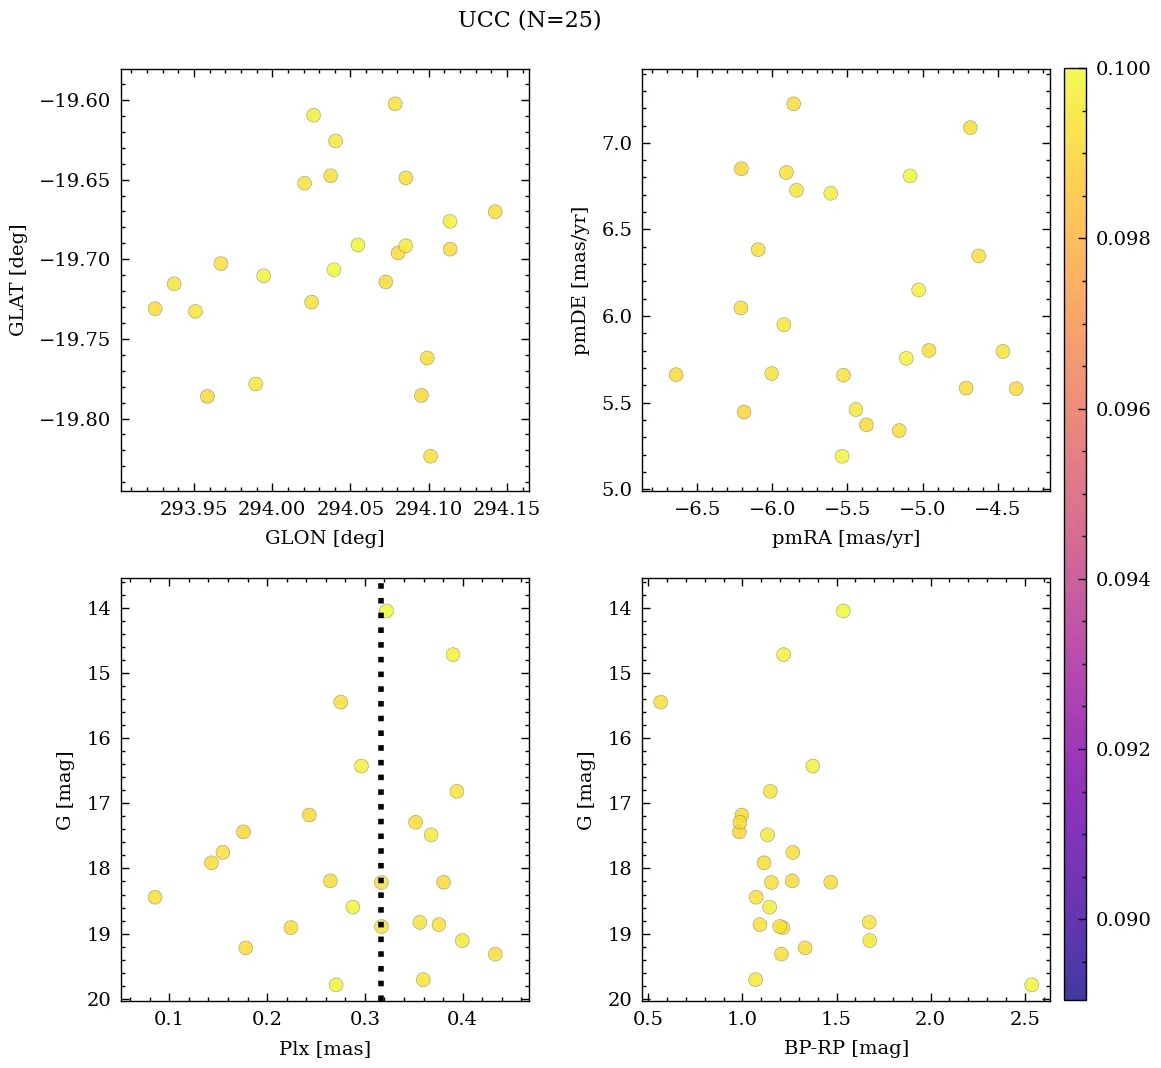 UCC (N=25)
−19.60
−19.65
−19.70
−19.75
−19.80
GLAT [deg]
293.95 294.00 294.05 294.10 294.15
GLON [deg]
7.0
6.5
6.0
5.5
5.0
pmDE [mas/yr]
−6.5 −6.0 −5.5 −5.0 −4.5
pmRA [mas/yr]
14
15
16
17
18
19
20
G [mag]
0.1 0.2 0.3 0.4
Plx [mas]
14
15
16
17
18
19
20
G [mag]
0.5 1.0 1.5 2.0 2.5
BP-RP [mag]
0.100
0.098
0.096
0.094
0.092
0.090